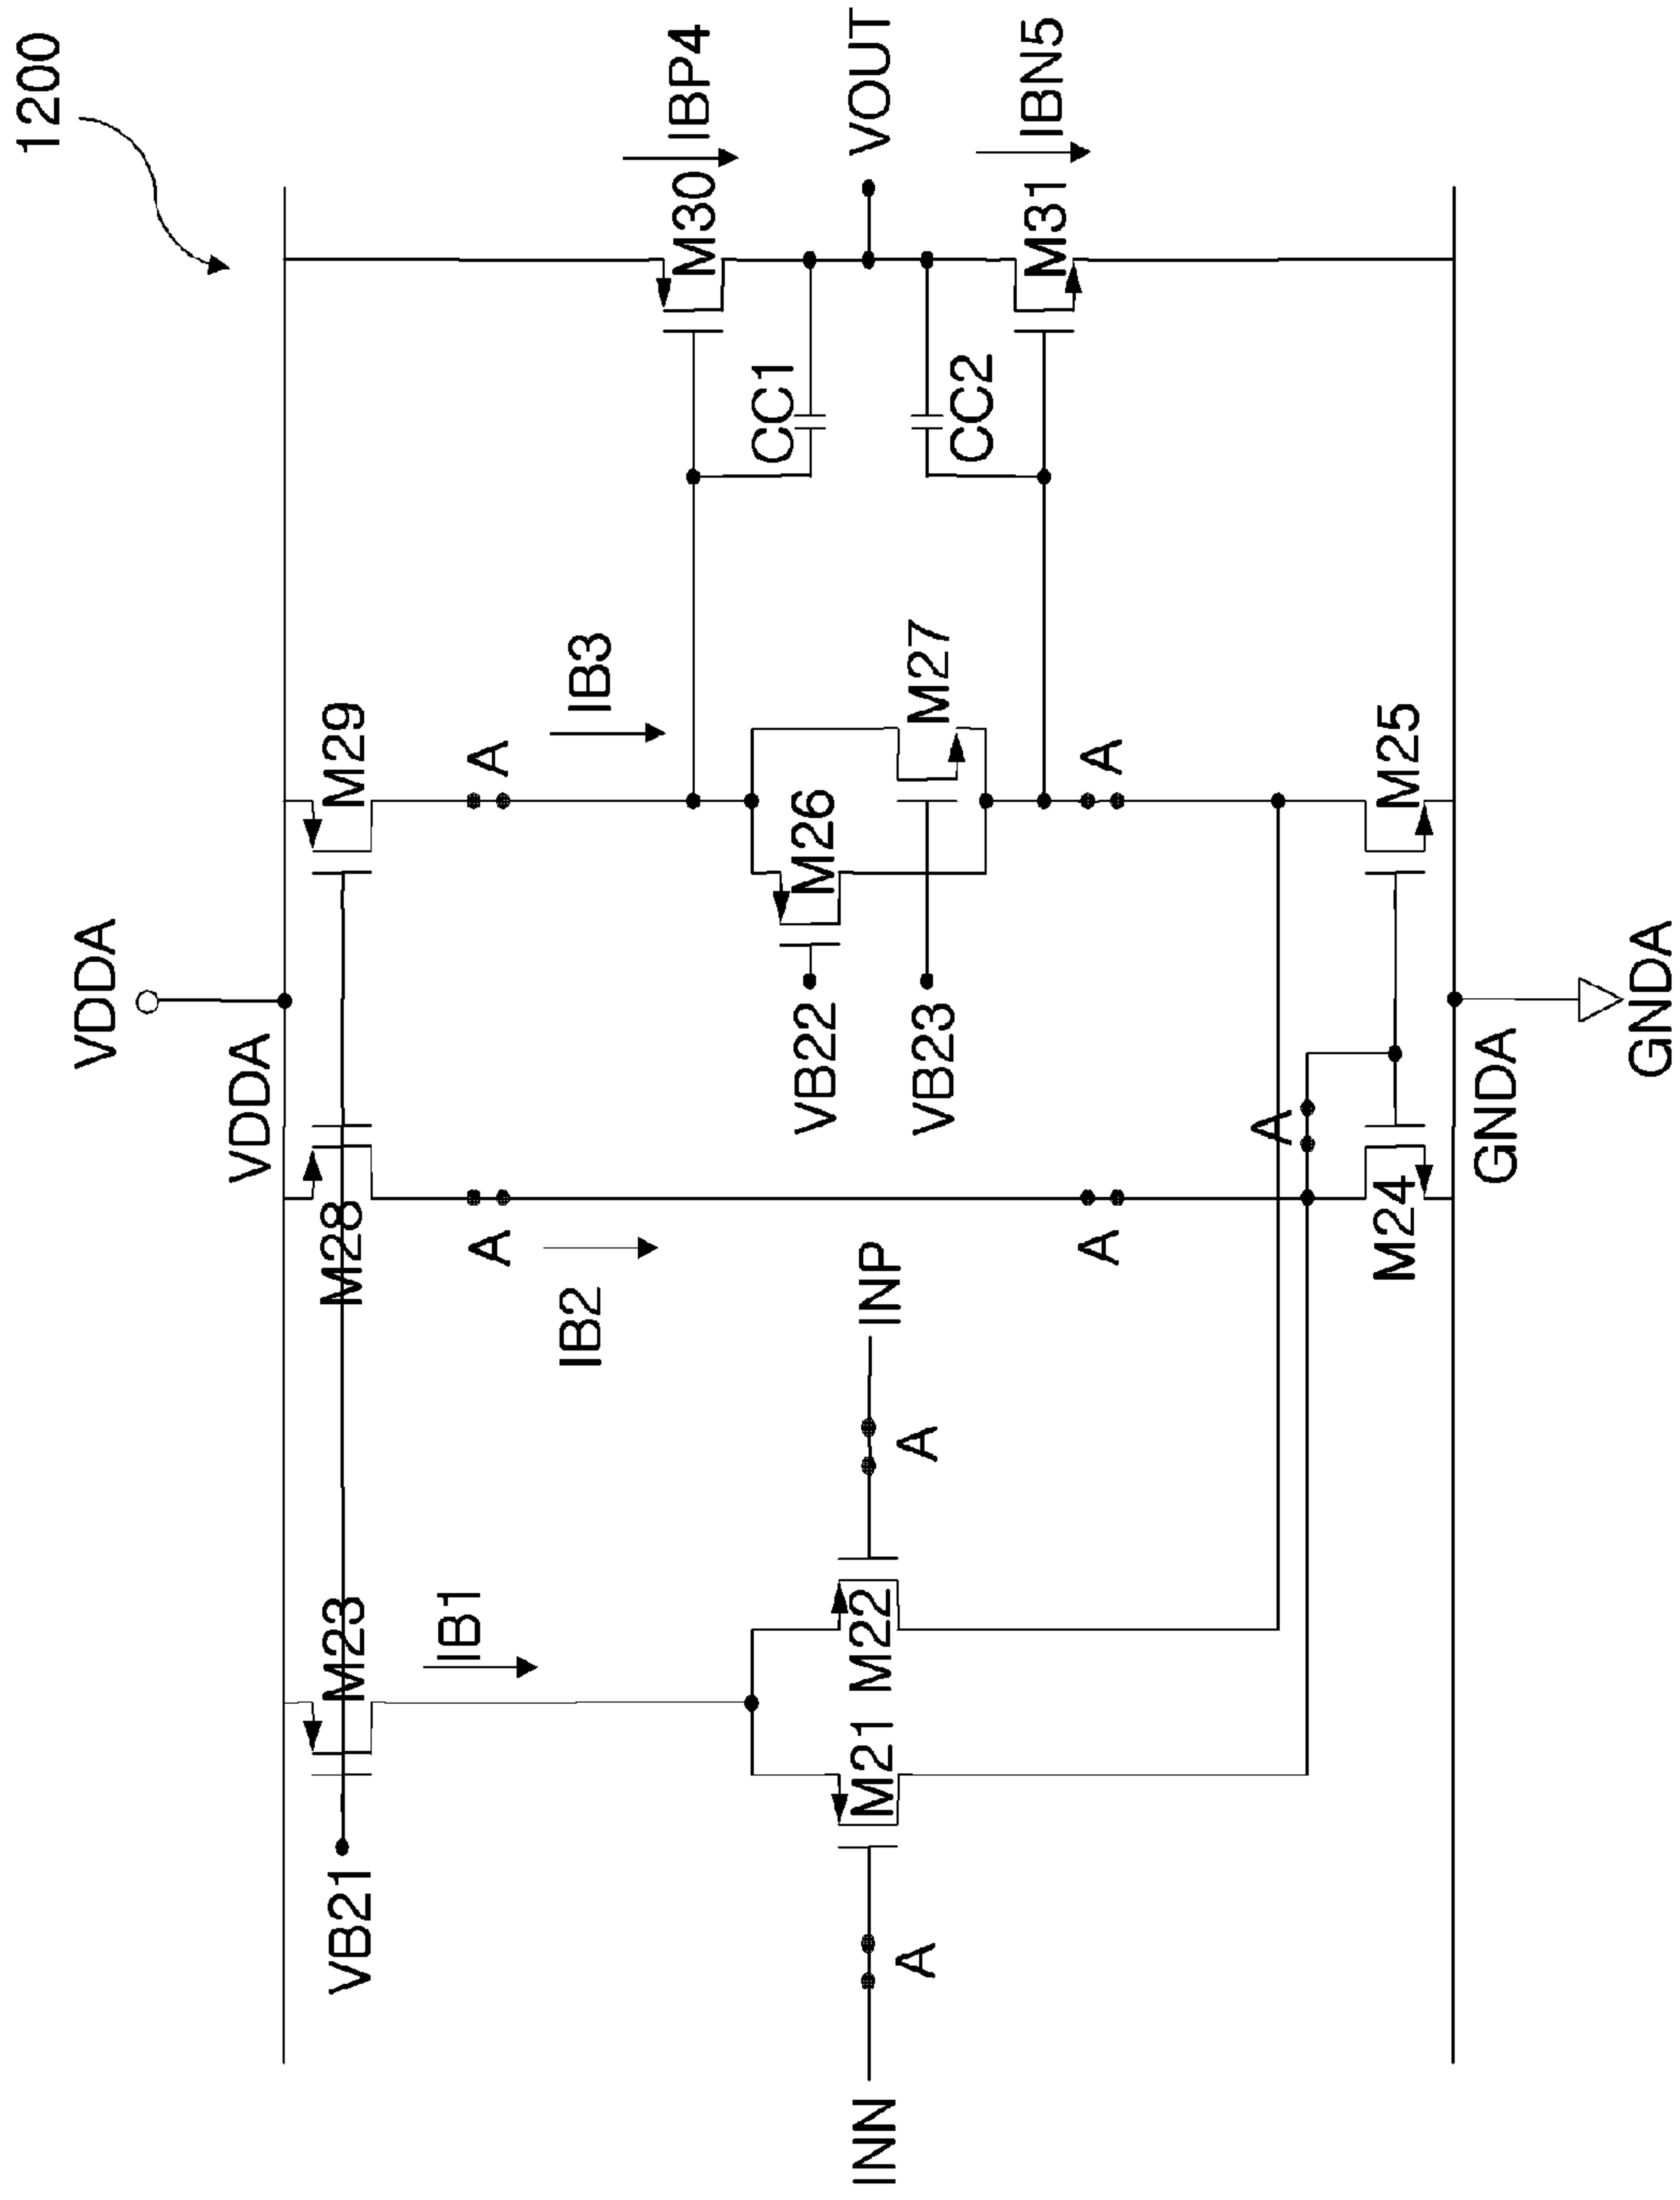 1200
VDDA
VDDA
VB21
M23
M28
M29
IB1
IB2
A
A
IB3
IBP4
M30
CC1
VB22
M26
M27
VB23
INN
A
M21
M22
A
INP
VOUT
CC2
M31
IBN5
A
A
A
M24
M25
GNDA
GNDA